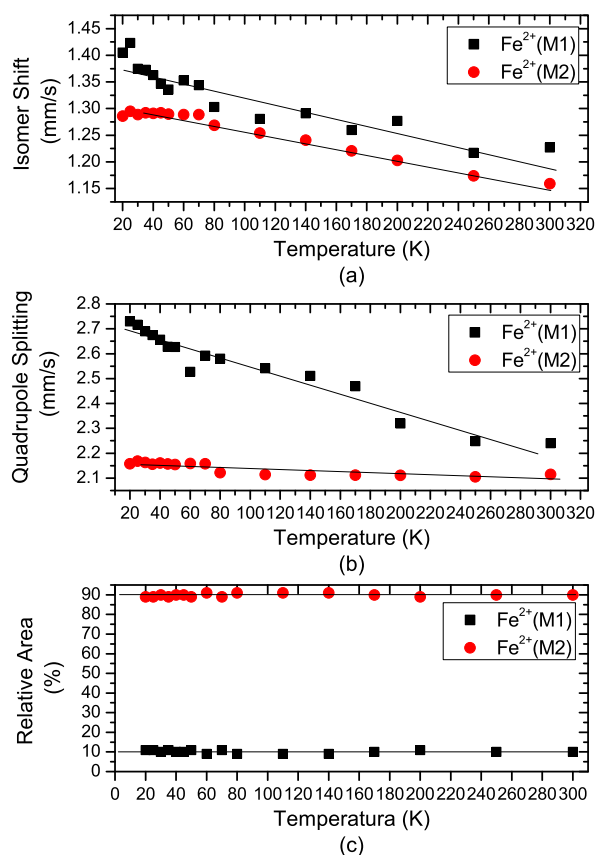 Isomer Shift
(mm/s)
1.45
1.40
1.35
1.30
1.25
1.20
1.15
Fe²⁺(M1)
Fe²⁺(M2)
20 40 60 80 100 120 140 160 180 200 220 240 260 280 300 320
Temperature (K)
(a)
Quadrupole Splitting
(mm/s)
2.8
2.7
2.6
2.5
2.4
2.3
2.2
2.1
Fe²⁺(M1)
Fe²⁺(M2)
20 40 60 80 100 120 140 160 180 200 220 240 260 280 300 320
Temperature (K)
(b)
Relative Area
(%)
90
80
70
60
50
40
30
20
10
0
Fe²⁺(M1)
Fe²⁺(M2)
0 20 40 60 80 100 120 140 160 180 200 220 240 260 280 300
Temperatura (K)
(c)